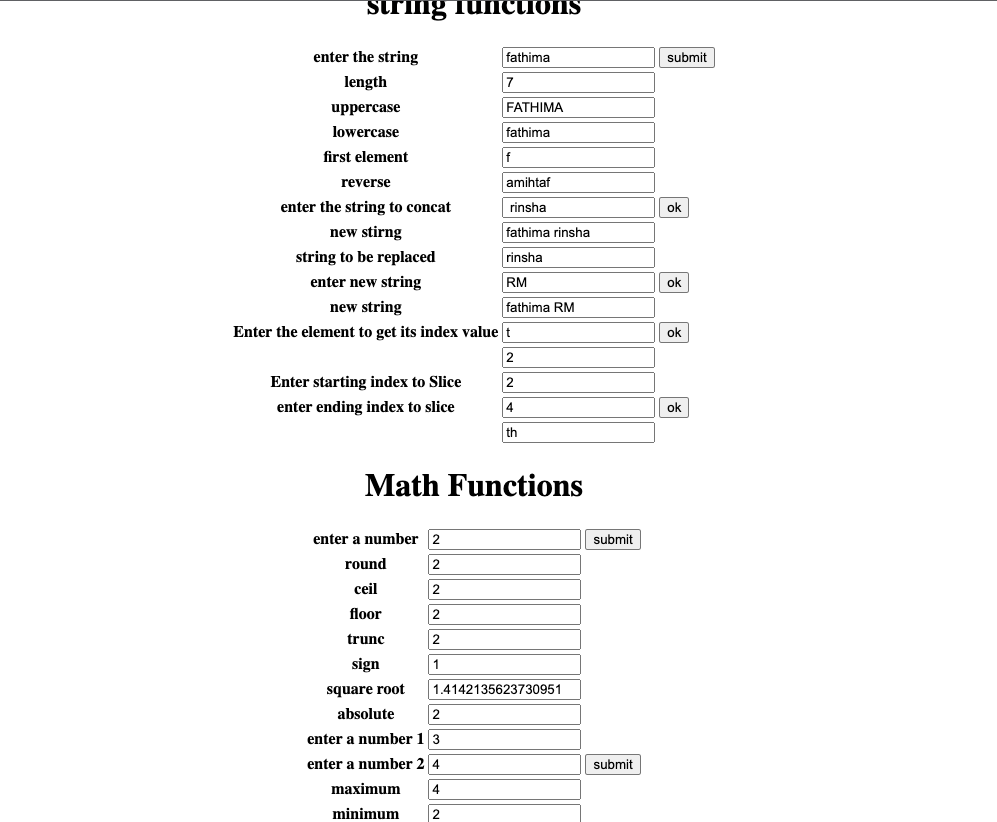 string functions
enter the string fathima submit
length 7
uppercase FATHIMA
lowercase fathima
first element f
reverse amihtaf
enter the string to concat rinsha ok
new stirng fathima rinsha
string to be replaced rinsha
enter new string RM ok
new string fathima RM
Enter the element to get its index value t ok
2
Enter starting index to Slice 2
enter ending index to slice 4 ok
th
Math Functions
enter a number 2 submit
round 2
ceil 2
floor 2
trunc 2
sign 1
square root 1.4142135623730951
absolute 2
enter a number 1 3
enter a number 2 4 submit
maximum 4
minimum 2